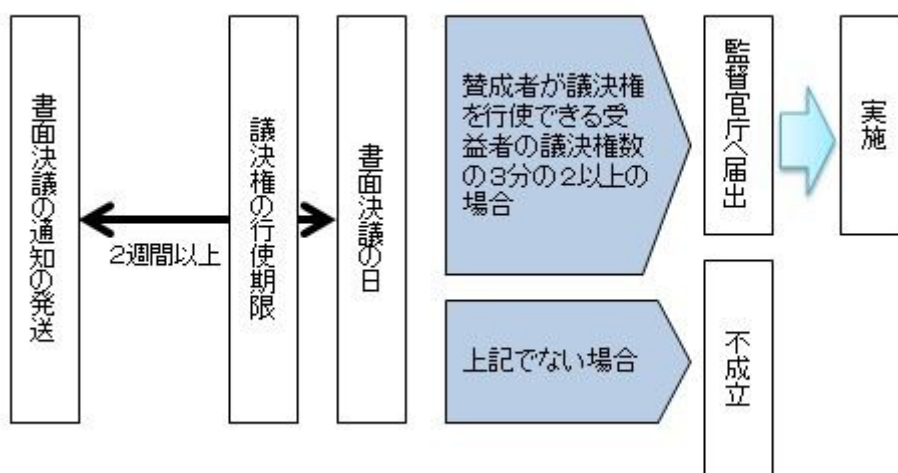 書面決議の通知の発送
2週間以上
議決権の行使期限
書面決議の日
賛成者が議決権
を行使できる受
益者の議決権数
の3分の2以上の
場合
監督官庁へ届出
実施
上記でない場合
不成立